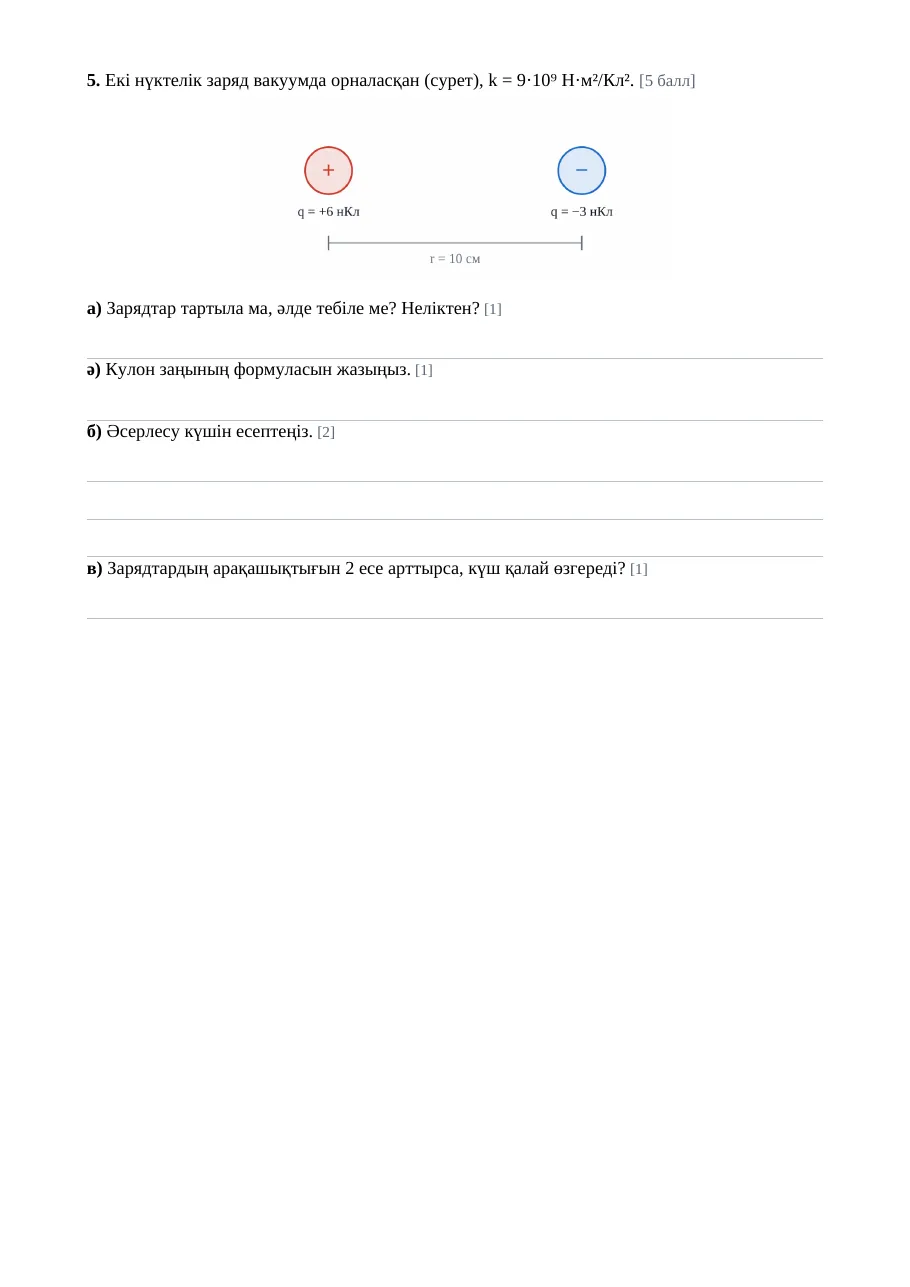 5. Екі нүктелік заряд вакуумда орналасқан (сурет), k = 9·10⁹ Н·м²/Кл². [5 балл]
+ −
q = +6 нКл q = −3 нКл
r = 10 см
а) Зарядтар тартыла ма, әлде тебіле ме? Неліктен? [1]
ә) Кулон заңының формуласын жазыңыз. [1]
б) Әсерлесу күшін есептеңіз. [2]
в) Зарядтардың арақашықтығын 2 есе арттырса, күш қалай өзгереді? [1]